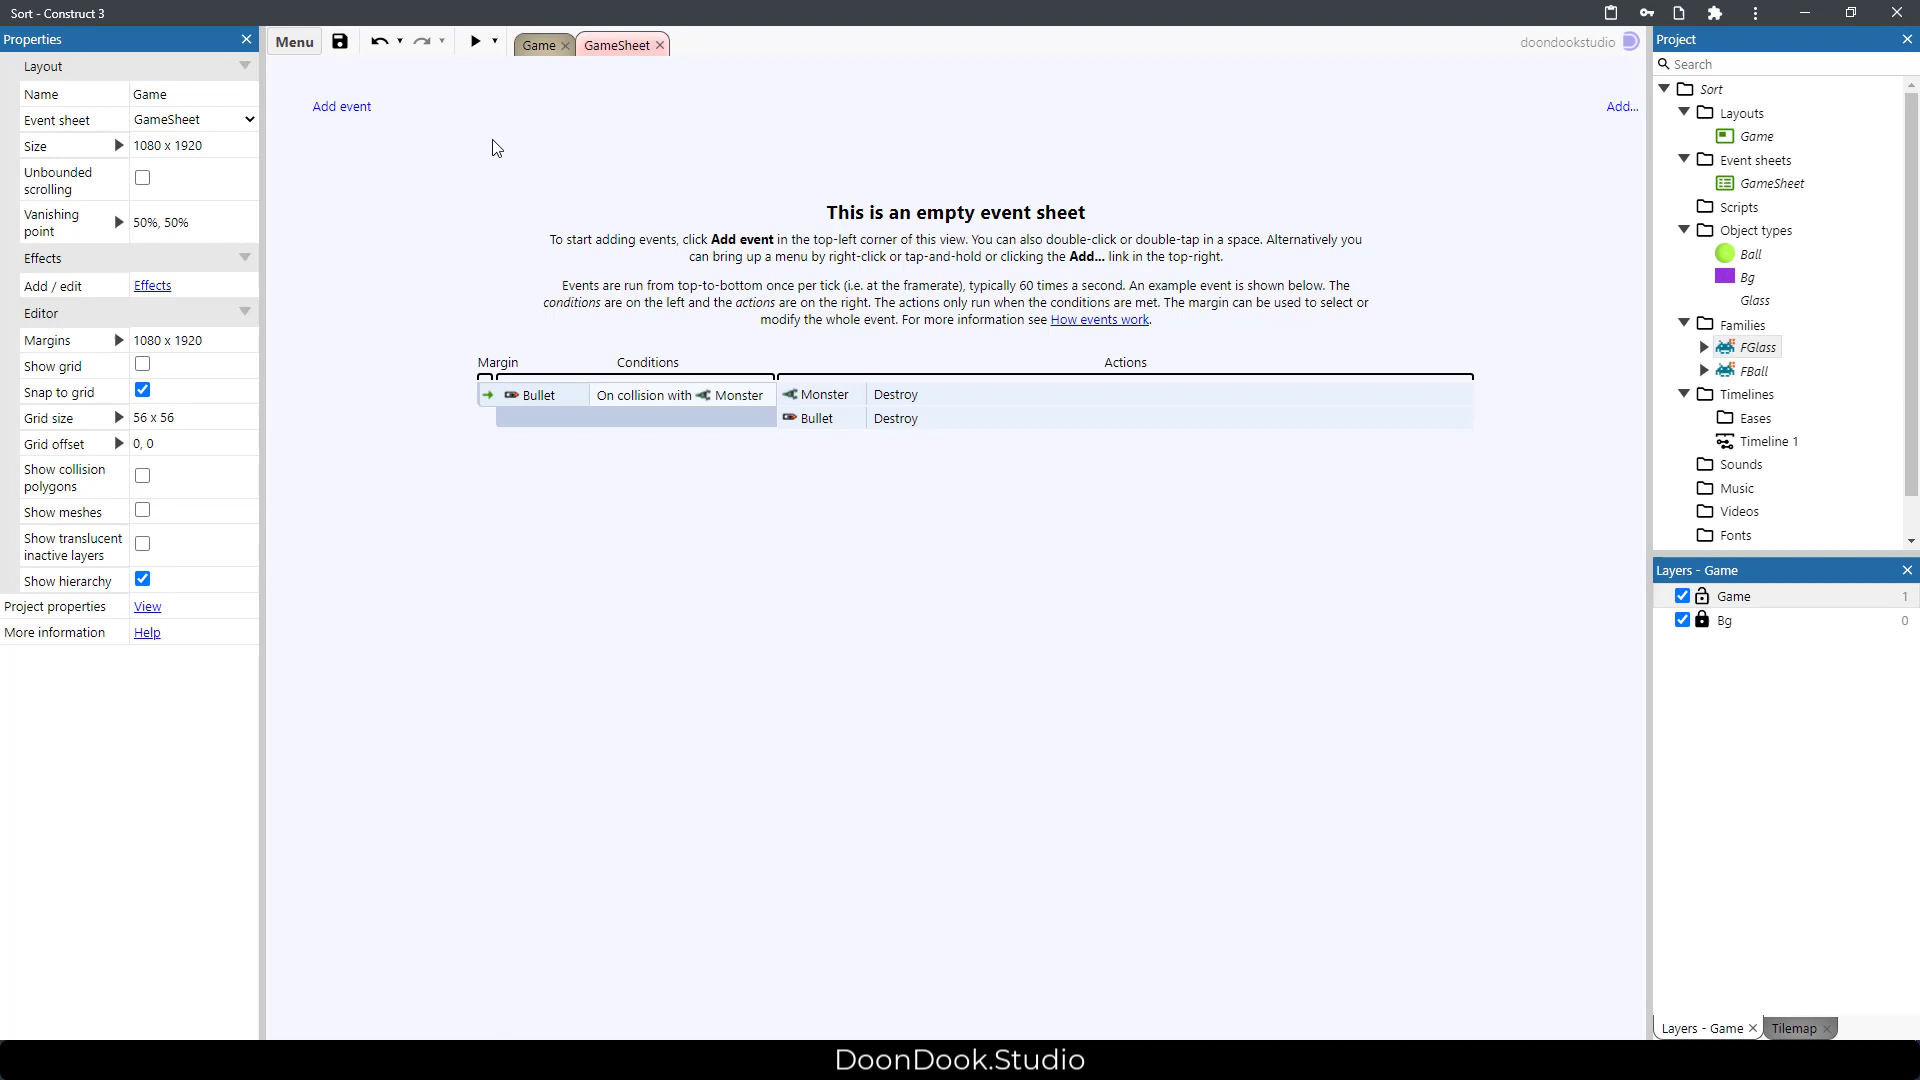 Sort - Construct 3
Properties
Layout
Name Game
Event sheet GameSheet
Size 1080 x 1920
Unbounded
scrolling
Vanishing
point 50%, 50%
Effects
Add / edit Effects
Editor
Margins 1080 x 1920
Show grid
Snap to grid
Grid size 56 x 56
Grid offset 0, 0
Show collision
polygons
Show meshes
Show translucent
inactive layers
Show hierarchy
Project properties View
More information Help
Menu
Game
GameSheet
doondookstudio
Add event
Add...
This is an empty event sheet
To start adding events, click Add event in the top-left corner of this view. You can also double-click or double-tap in a space. Alternatively you
can bring up a menu by right-click or tap-and-hold or clicking the Add... link in the top-right.
Events are run from top-to-bottom once per tick (i.e. at the framerate), typically 60 times a second. An example event is shown below. The
conditions are on the left and the actions are on the right. The actions only run when the conditions are met. The margin can be used to select or
modify the whole event. For more information see How events work.
Margin Conditions Actions
Bullet On collision with Monster Monster Destroy
Bullet Destroy
Project
Search
Sort
Layouts
Game
Event sheets
GameSheet
Scripts
Object types
Ball
Bg
Glass
Families
FGlass
FBall
Timelines
Eases
Timeline 1
Sounds
Music
Videos
Fonts
Layers - Game
Game 1
Bg 0
Layers - Game
Tilemap
DoonDook.Studio